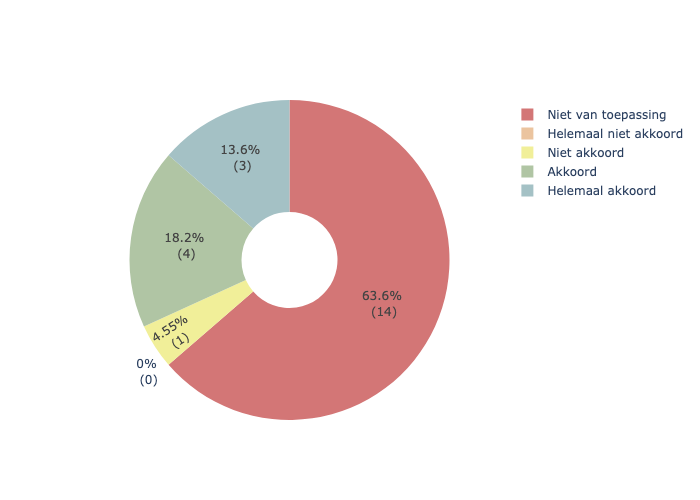 13.6%
(3)
18.2%
(4)
4.55%
(1)
0%
(0)
63.6%
(14)
Niet van toepassing
Helemaal niet akkoord
Niet akkoord
Akkoord
Helemaal akkoord